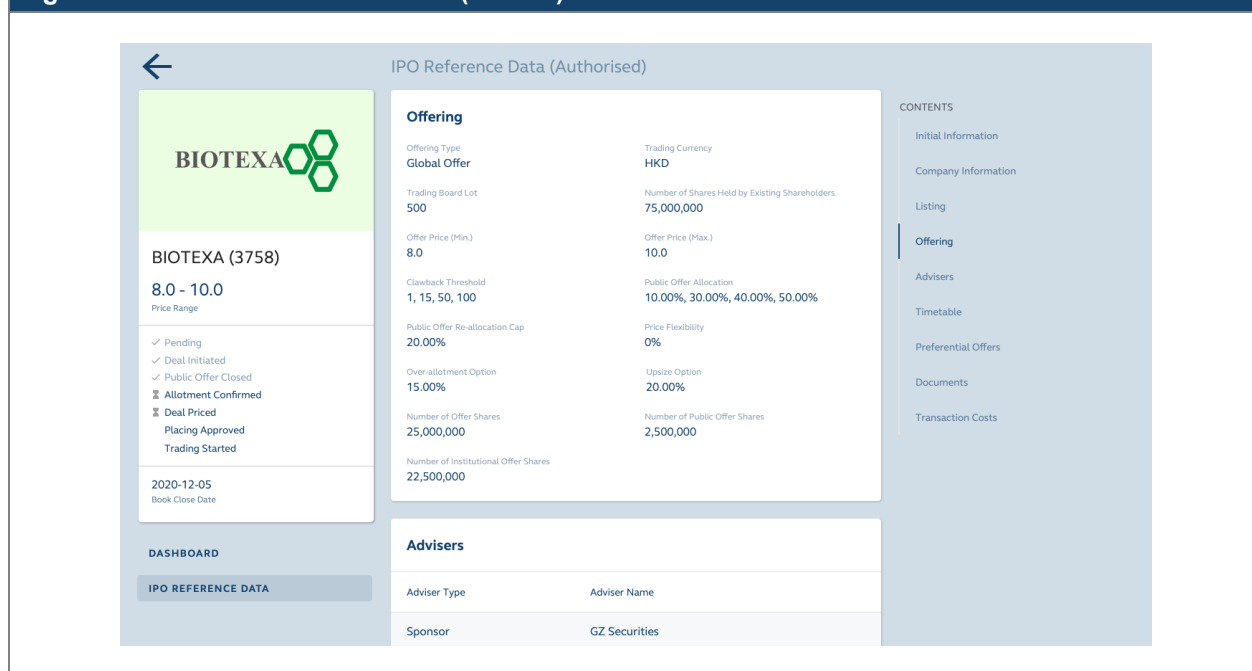 IPO Reference Data (Authorised)
BIOTEXA
BIOTEXA (3758)
8.0 - 10.0
Price Range
Pending
Deal Initiated
Public Offer Closed
Allotment Confirmed
Deal Priced
Placing Approved
Trading Started
2020-12-05
Book Close Date
DASHBOARD
IPO REFERENCE DATA
Offering
Offering Type
Global Offer
Trading Currency
HKD
Trading Board Lot
500
Number of Shares Held by Existing Shareholders
75,000,000
Offer Price (Min.)
8.0
Offer Price (Max.)
10.0
Clawback Threshold
1, 15, 50, 100
Public Offer Allocation
10.00%, 30.00%, 40.00%, 50.00%
Public Offer Re-allocation Cap
20.00%
Price Flexibility
0%
Over-allotment Option
15.00%
Upsize Option
20.00%
Number of Offer Shares
25,000,000
Number of Public Offer Shares
2,500,000
Number of Institutional Offer Shares
22,500,000
Advisers
Adviser Type
Adviser Name
Sponsor
GZ Securities
CONTENTS
Initial Information
Company Information
Listing
Offering
Advisers
Timetable
Preferential Offers
Documents
Transaction Costs